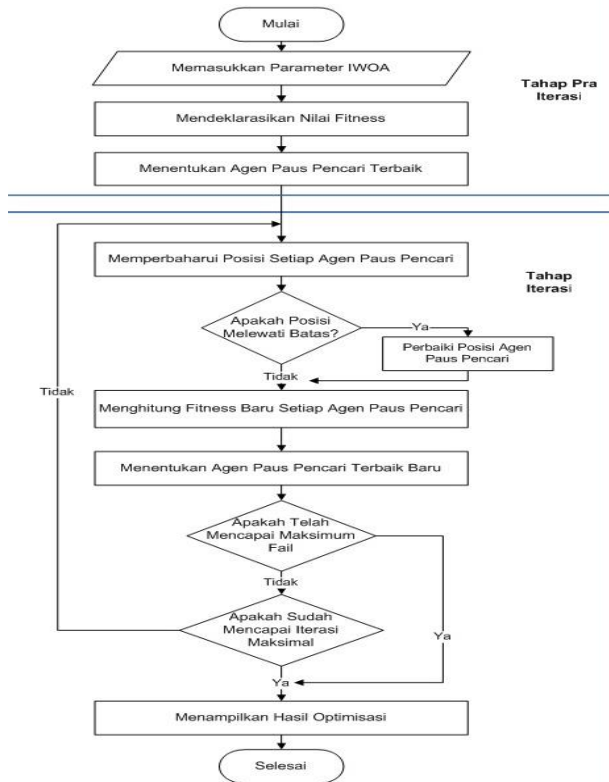 Mulai
Memasukkan Parameter IWOA
Tahap Pra
Iterasi
Mendeklarasikan Nilai Fitness
Menentukan Agen Paus Pencari Terbaik
Memperbaharui Posisi Setiap Agen Paus Pencari
Tahap
Iterasi
Apakah Posisi
Melewati Batas?
Ya
Perbaiki Posisi Agen
Paus Pencari
Tidak
Tidak
Menghitung Fitness Baru Setiap Agen Paus Pencari
Menentukan Agen Paus Pencari Terbaik Baru
Apakah Telah
Mencapai Maksimum
Fail
Tidak
Apakah Sudah
Mencapai Iterasi
Maksimal
Ya
Ya
Menampilkan Hasil Optimisasi
Selesai